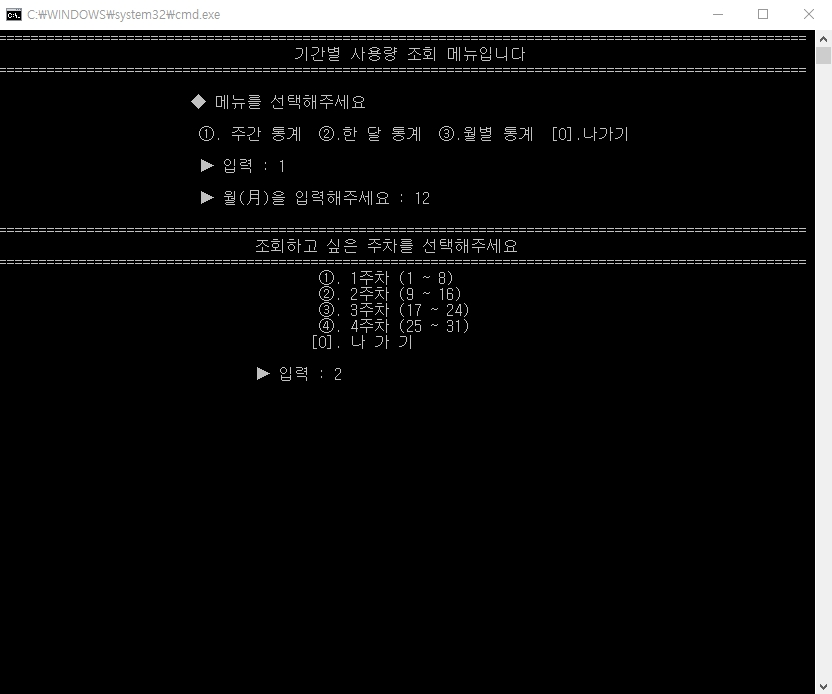 C:\WINDOWS\system32\cmd.exe
기간별 사용량 조회 메뉴입니다
◆ 메뉴를 선택해주세요
①. 주간 통계 ②.한 달 통계 ③.월별 통계 [0].나가기
▶ 입력 : 1
▶ 월(月)을 입력해주세요 : 12
조회하고 싶은 주차를 선택해주세요
①. 1주차 (1 ~ 8)
②. 2주차 (9 ~ 16)
③. 3주차 (17 ~ 24)
④. 4주차 (25 ~ 31)
[0]. 나 가 기
▶ 입력 : 2